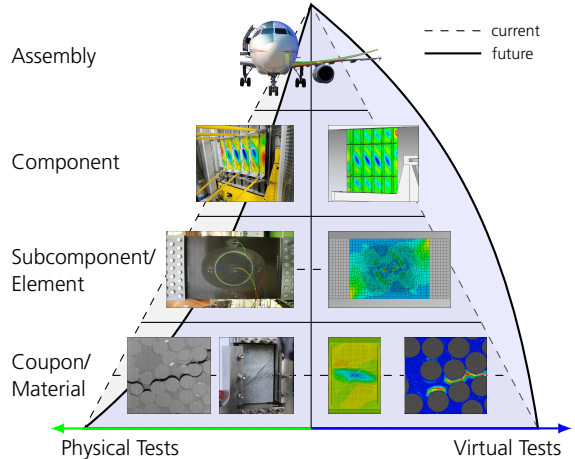 current
future
Assembly
Component
Subcomponent/
Element
Coupon/
Material
Physical Tests
Virtual Tests